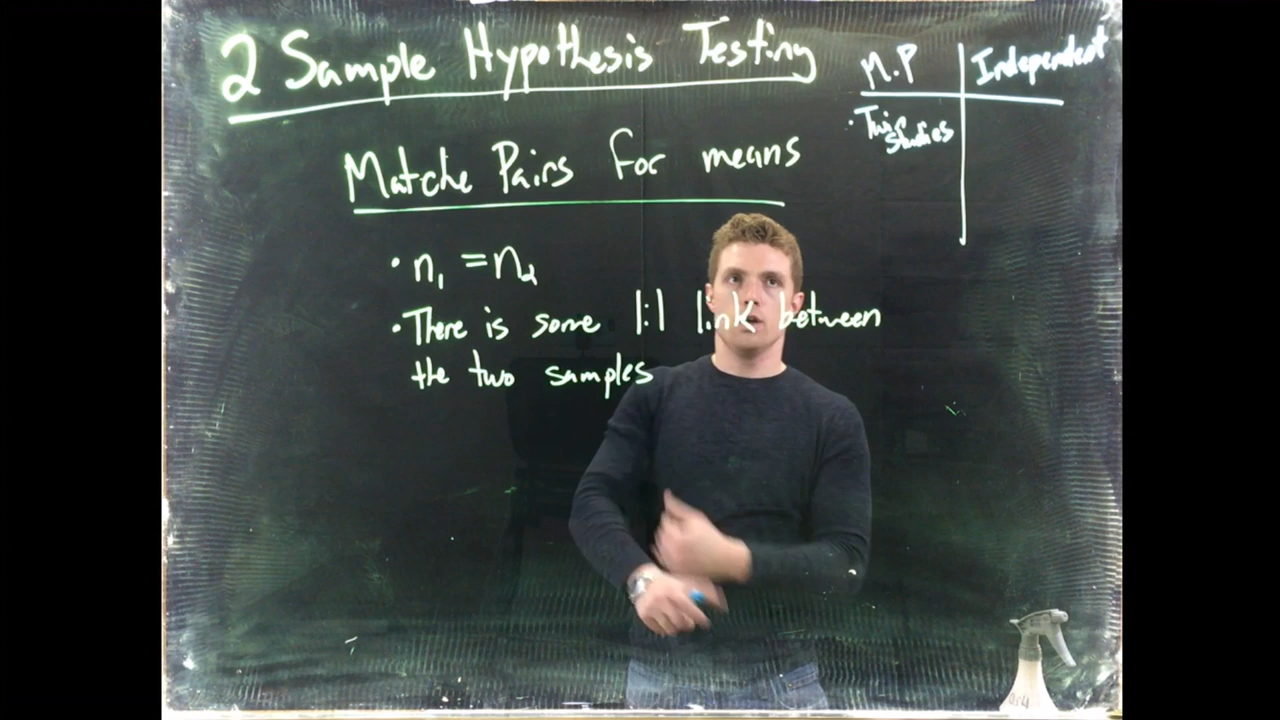 2 Sample Hypothesis Testing
M.P Independent
• Twin
Studies
Matche Pairs for means
• n₁ = n₂
• There is some 1:1 link between
the two samples